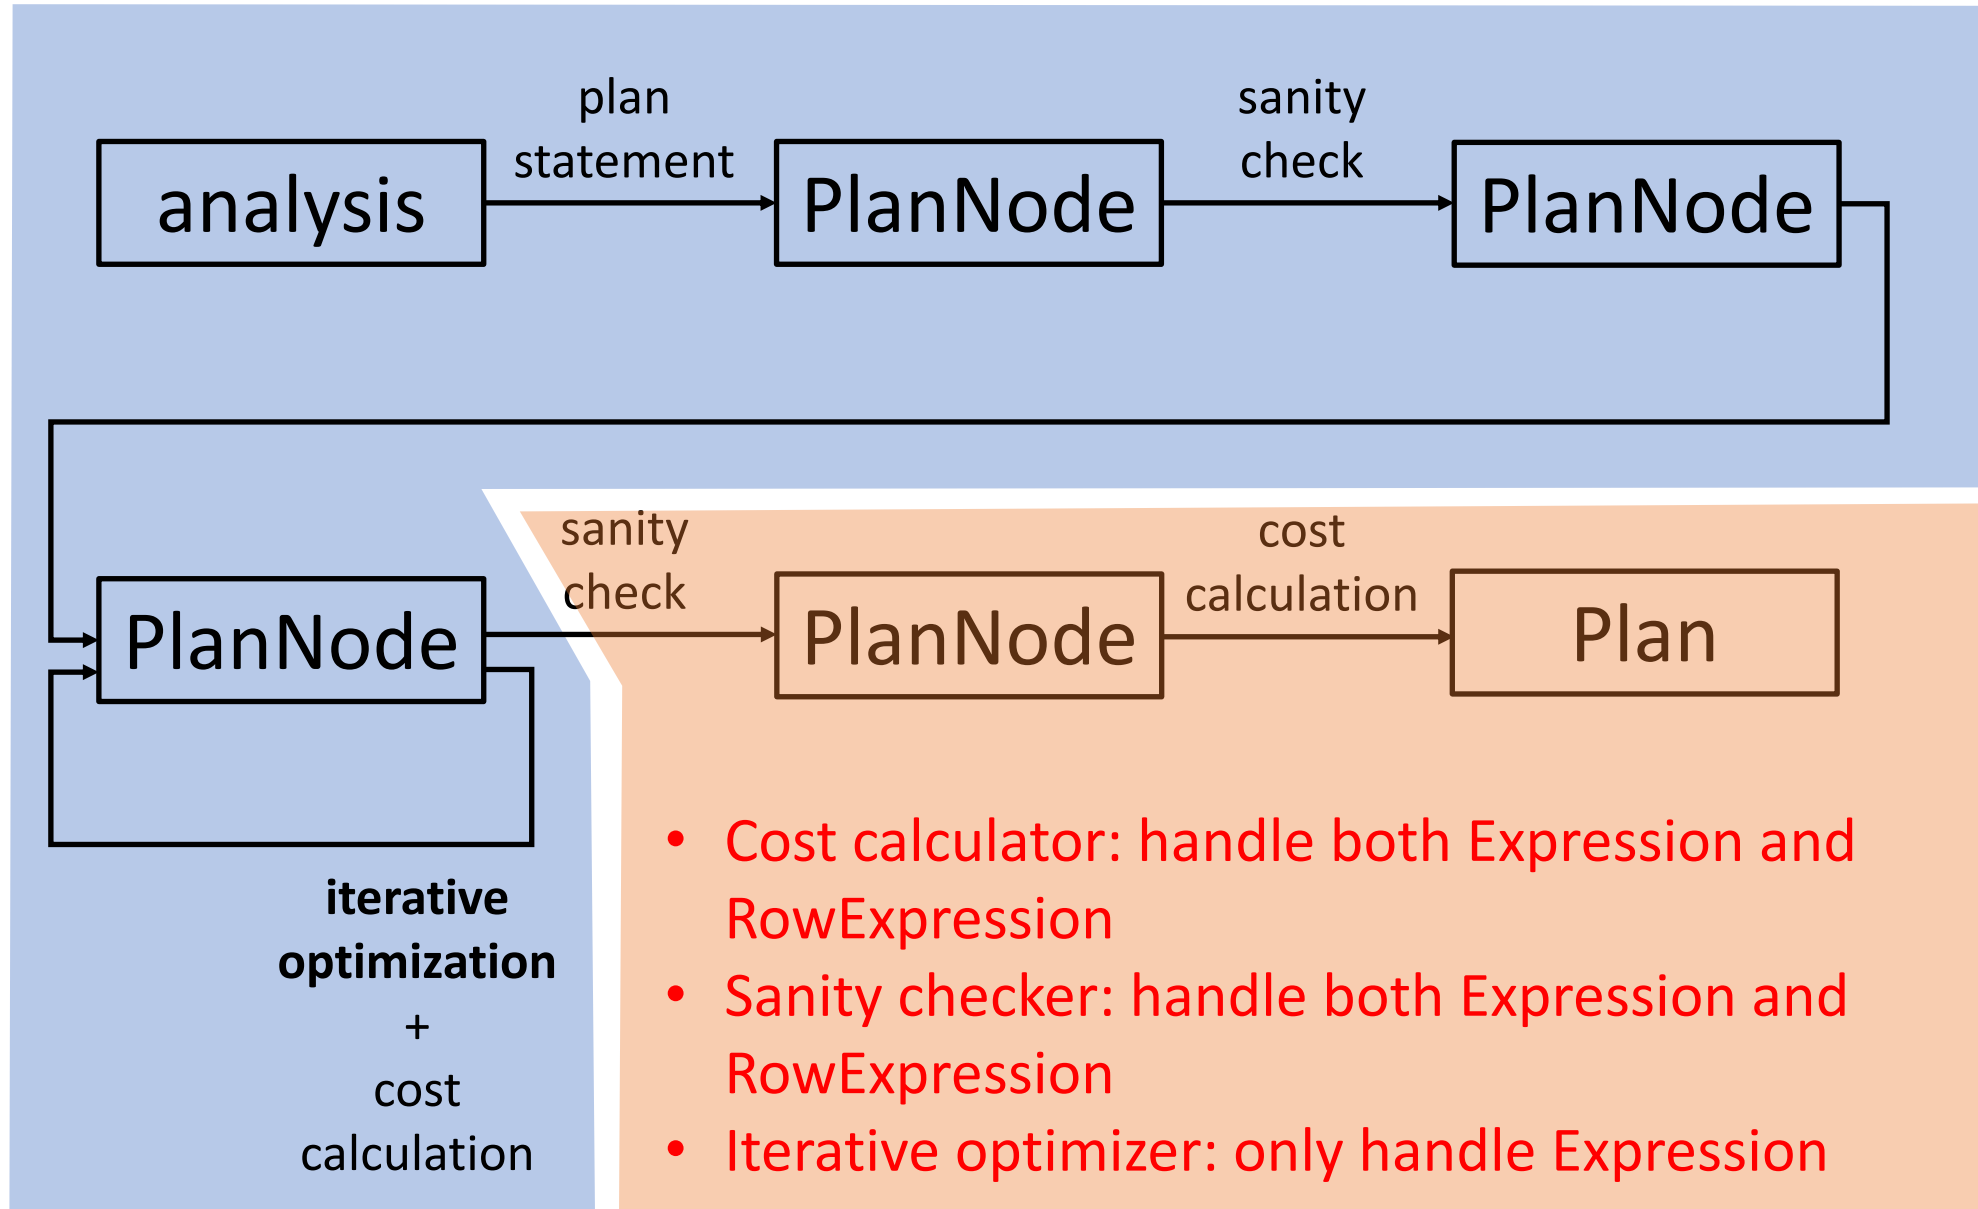 plan
statement
sanity
check
analysis
PlanNode
PlanNode
sanity
check
cost
calculation
PlanNode
PlanNode
Plan
iterative
optimization
+
cost
calculation
• Cost calculator: handle both Expression and
RowExpression
• Sanity checker: handle both Expression and
RowExpression
• Iterative optimizer: only handle Expression